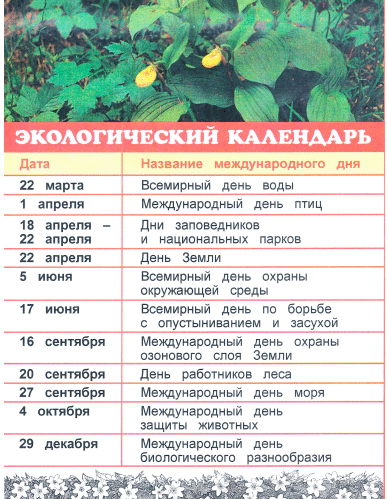 ЭКОЛОГИЧЕСКИЙ КАЛЕНДАРЬ
Дата Название международного дня
22 марта Всемирный день воды
1 апреля Международный день птиц
18 апреля – Дни заповедников
22 апреля и национальных парков
22 апреля День Земли
5 июня Всемирный день охраны
окружающей среды
17 июня Всемирный день по борьбе
с опустыниванием и засухой
16 сентября Международный день охраны
озонового слоя Земли
20 сентября День работников леса
27 сентября Международный день моря
4 октября Международный день
защиты животных
29 декабря Международный день
биологического разнообразия